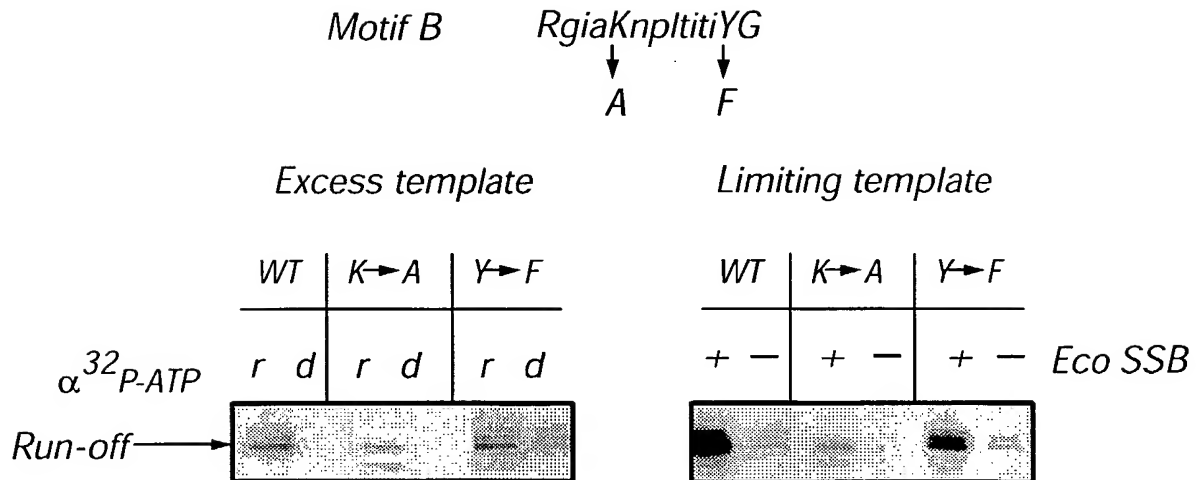 Motif B RgiaKnpltitiYG
A F
Excess template Limiting template
WT K→A Y→F WT K→A Y→F
α32P-ATP r d r d r d + − + − + − Eco SSB
Run-off